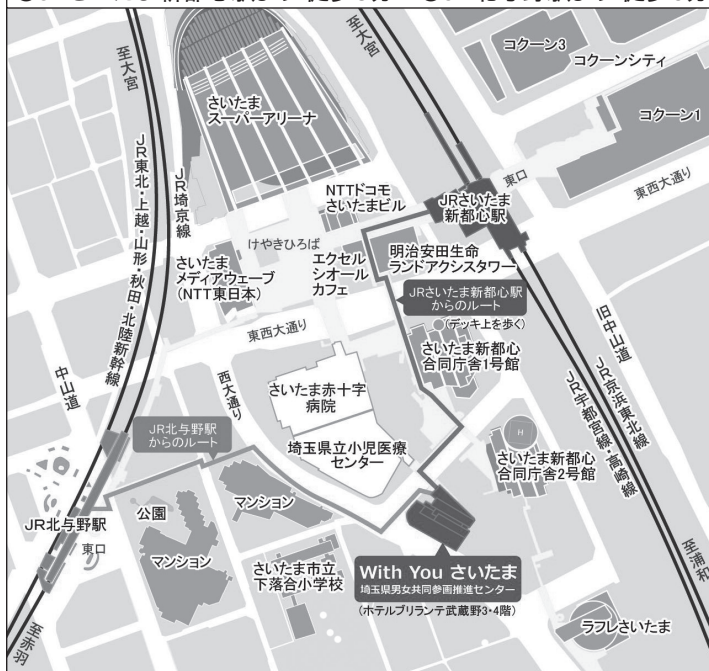 至大宮
至大宮
コクーン3
コクーンシティ
コクーン1
さいたま
スーパーアリーナ
JR東北・上越・山形・秋田・北陸新幹線
JR埼京線
NTTドコモ
さいたまビル
JRさいたま
新都心駅
東口
東西大通り
けやきひろば
さいたま
メディアウェーブ
(NTT東日本)
エクセル
シオール
カフェ
明治安田生命
ランドアクシスタワー
JRさいたま新都心駅
からのルート
(デッキ上を歩く)
東西大通り
さいたま新都心
合同庁舎1号館
旧中山道
JR京浜東北線
JR宇都宮線・高崎線
中山道
西大通り
さいたま赤十字
病院
JR北与野駅
からのルート
埼玉県立小児医療
センター
H
さいたま新都心
合同庁舎2号館
JR北与野駅
東口
公園
マンション
マンション
さいたま市立
下落合小学校
With You さいたま
埼玉県男女共同参画推進センター
(ホテルブリランテ武蔵野3・4階)
至浦和
ラフレさいたま
至赤羽